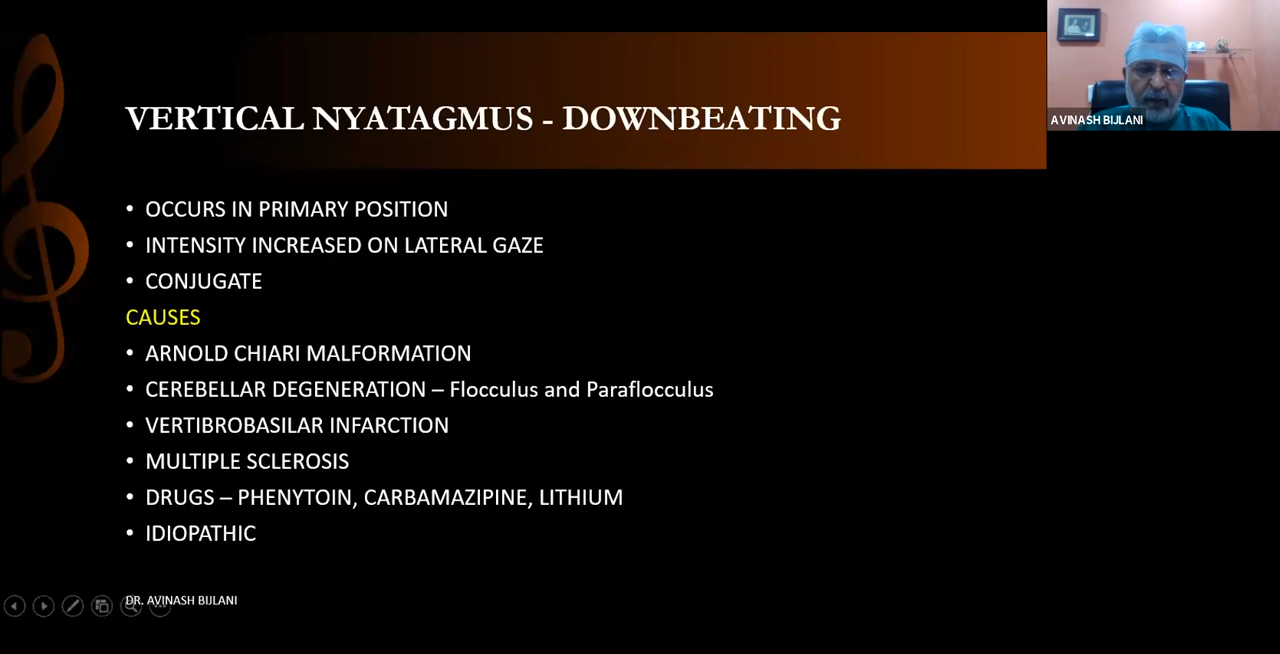 VERTICAL NYATAGMUS - DOWNBEATING
AVINASH BIJLANI
• OCCURS IN PRIMARY POSITION
• INTENSITY INCREASED ON LATERAL GAZE
• CONJUGATE
CAUSES
• ARNOLD CHIARI MALFORMATION
• CEREBELLAR DEGENERATION – Flocculus and Paraflocculus
• VERTIBROBASILAR INFARCTION
• MULTIPLE SCLEROSIS
• DRUGS – PHENYTOIN, CARBAMAZIPINE, LITHIUM
• IDIOPATHIC
DR. AVINASH BIJLANI